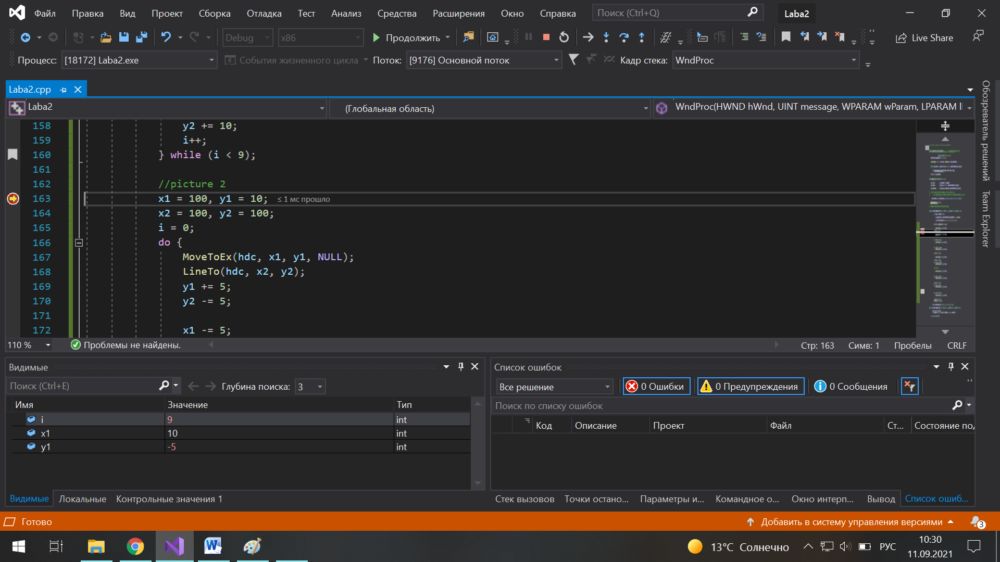 Файл Правка Вид Проект Сборка Отладка Тест Анализ Средства Расширения Окно Справка Поиск (Ctrl+Q) Laba2
Debug x86 Продолжить Live Share
Процесс: [18172] Laba2.exe События жизненного цикла Поток: [9176] Основной поток Кадр стека: WndProc
Laba2.cpp
Laba2 (Глобальная область) WndProc(HWND hWnd, UINT message, WPARAM wParam, LPARAM l
158 y2 += 10;
159 i++;
160 } while (i < 9);
161
162 //picture 2
163 x1 = 100, y1 = 10; ≤ 1 мс прошло
164 x2 = 100, y2 = 100;
165 i = 0;
166 do {
167 MoveToEx(hdc, x1, y1, NULL);
168 LineTo(hdc, x2, y2);
169 y1 += 5;
170 y2 -= 5;
171
172 x1 -= 5;
110 % Проблемы не найдены. Стр: 163 Симв: 1 Пробелы CRLF
Обозреватель решений
Team Explorer
Видимые
Поиск (Ctrl+E) Глубина поиска: 3
Имя Значение Тип
i 9 int
x1 10 int
y1 -5 int
Видимые Локальные Контрольные значения 1
Список ошибок
Все решение 0 Ошибки 0 Предупреждения 0 Сообщения
Поиск по списку ошибок
Код Описание Проект Файл Ст... Состояние под
Стек вызовов Точки остано... Параметры и... Командное о... Окно интерп... Вывод Список ошиб...
Готово Добавить в систему управления версиями 3
13°C Солнечно РУС 10:30
11.09.2021